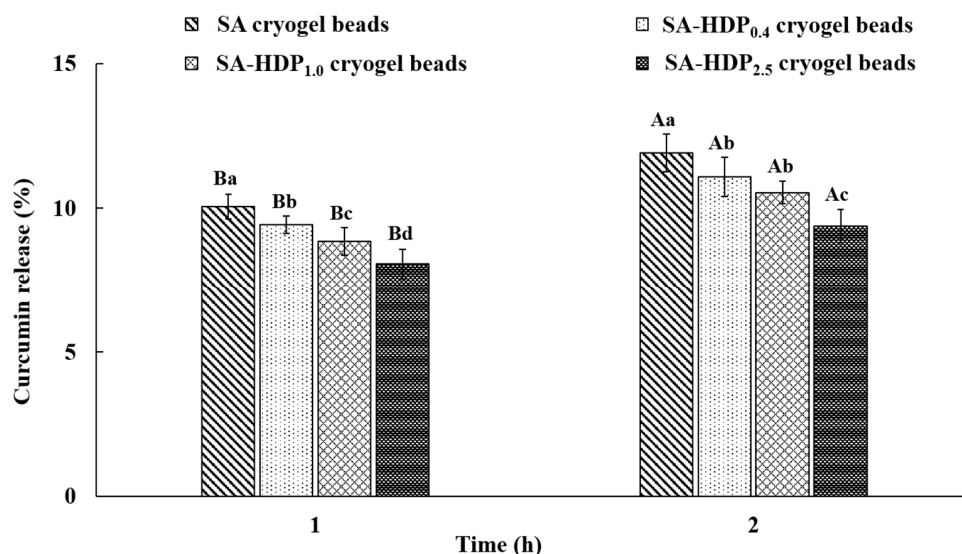 SA cryogel beads
SA-HDP0.4 cryogel beads
SA-HDP1.0 cryogel beads
SA-HDP2.5 cryogel beads
Curcumin release (%)
15
10
5
0
Ba
Bb
Bc
Bd
Aa
Ab
Ab
Ac
1
2
Time (h)